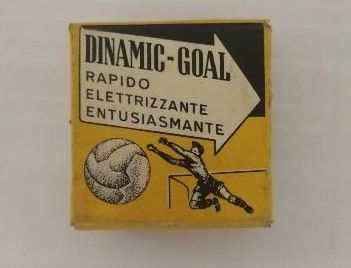 DINAMIC-GOAL
RAPIDO
ELETTRIZZANTE
ENTUSIASMANTE